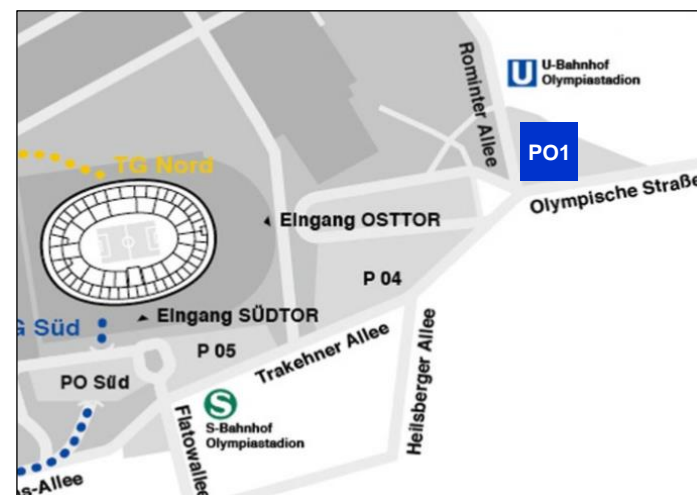 Rominter Allee
U
U-Bahnhof
Olympiastadion
PO1
TG Nord
Olympische Straße
Eingang OSTTOR
P 04
Eingang SÜDTOR
G Süd
P 05
Trakehner Allee
Heilsberger Allee
PO Süd
S
S-Bahnhof
Olympiastadion
Flatowallee
us-Allee